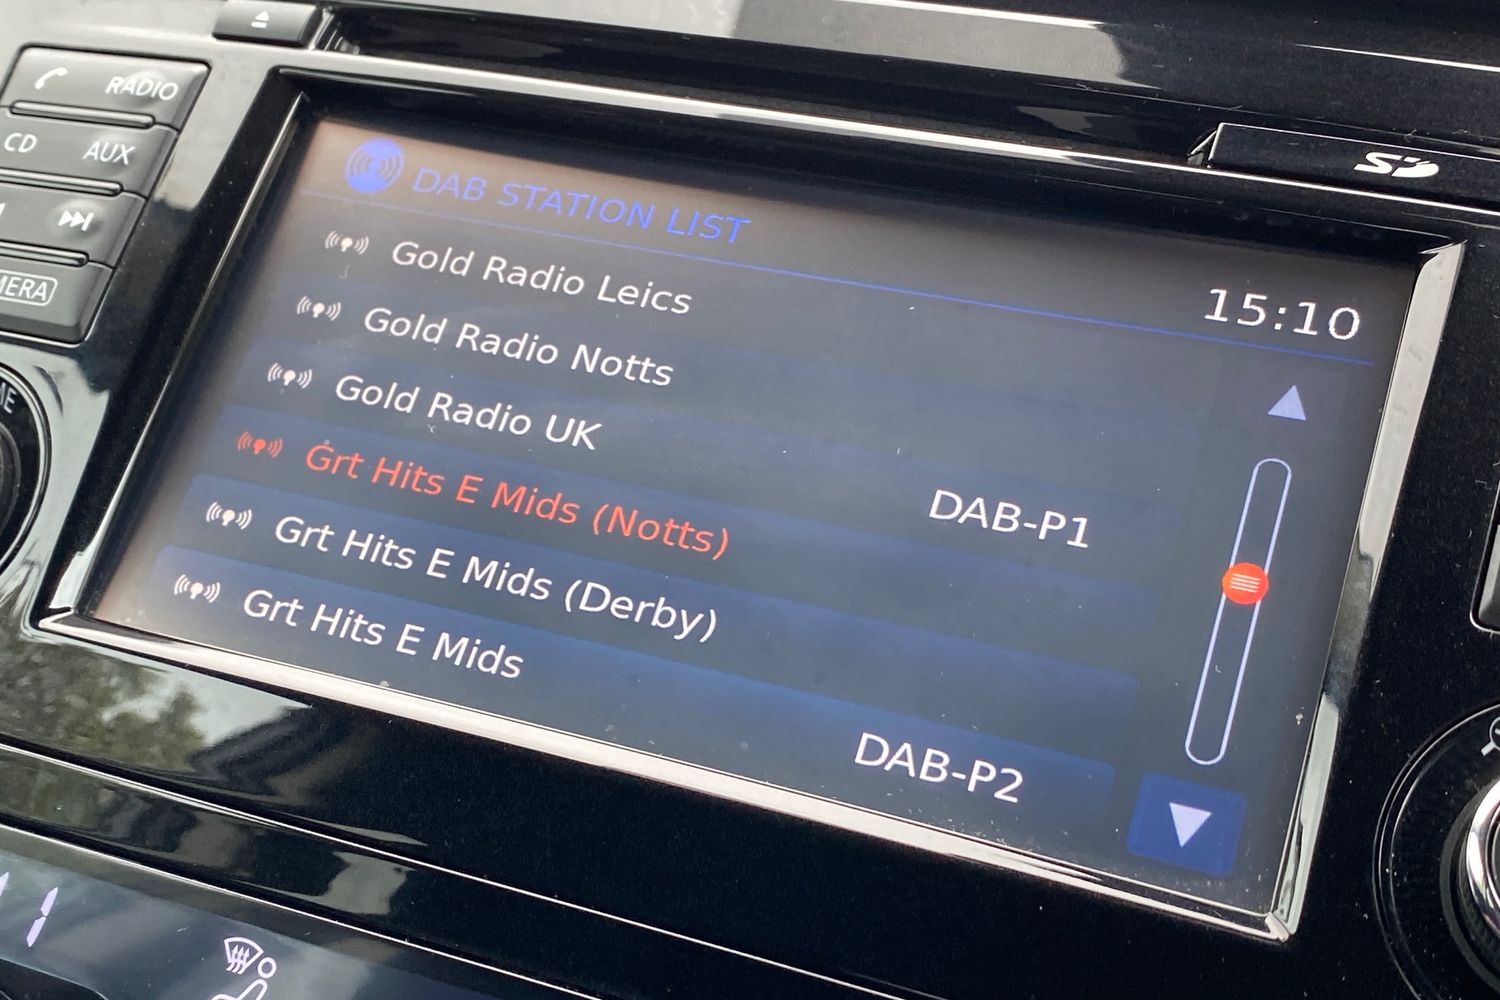 RADIO
CD
AUX
MERA
DAB STATION LIST
15:10
Gold Radio Leics
Gold Radio Notts
Gold Radio UK
Grt Hits E Mids (Notts) DAB-P1
Grt Hits E Mids (Derby)
Grt Hits E Mids DAB-P2
SD